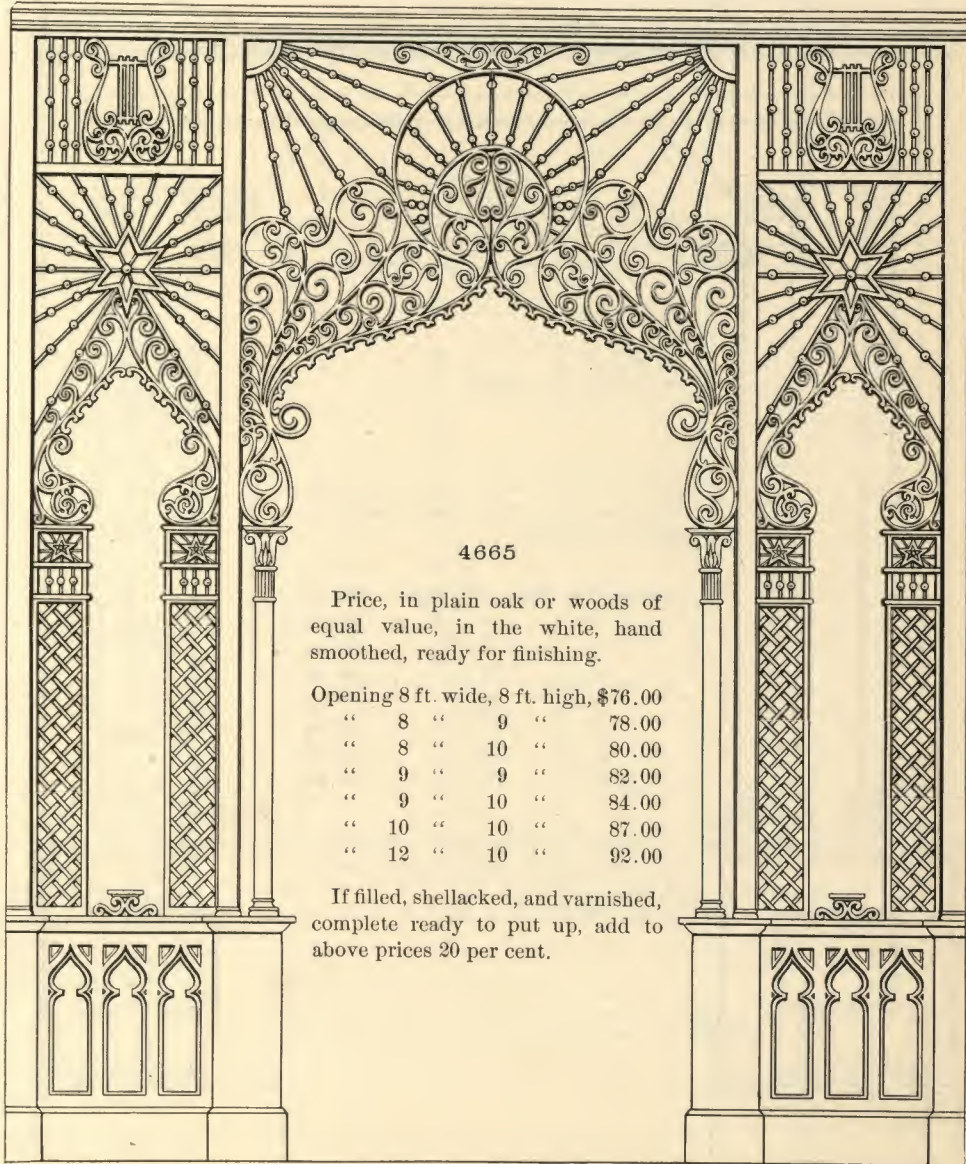 4665
Price, in plain oak or woods of
equal value, in the white, hand
smoothed, ready for finishing.
Opening 8 ft. wide, 8 ft. high, $76.00
“ 8 “ 9 “ 78.00
“ 8 “ 10 “ 80.00
“ 9 “ 9 “ 82.00
“ 9 “ 10 “ 84.00
“ 10 “ 10 “ 87.00
“ 12 “ 10 “ 92.00
If filled, shellacked, and varnished,
complete ready to put up, add to
above prices 20 per cent.